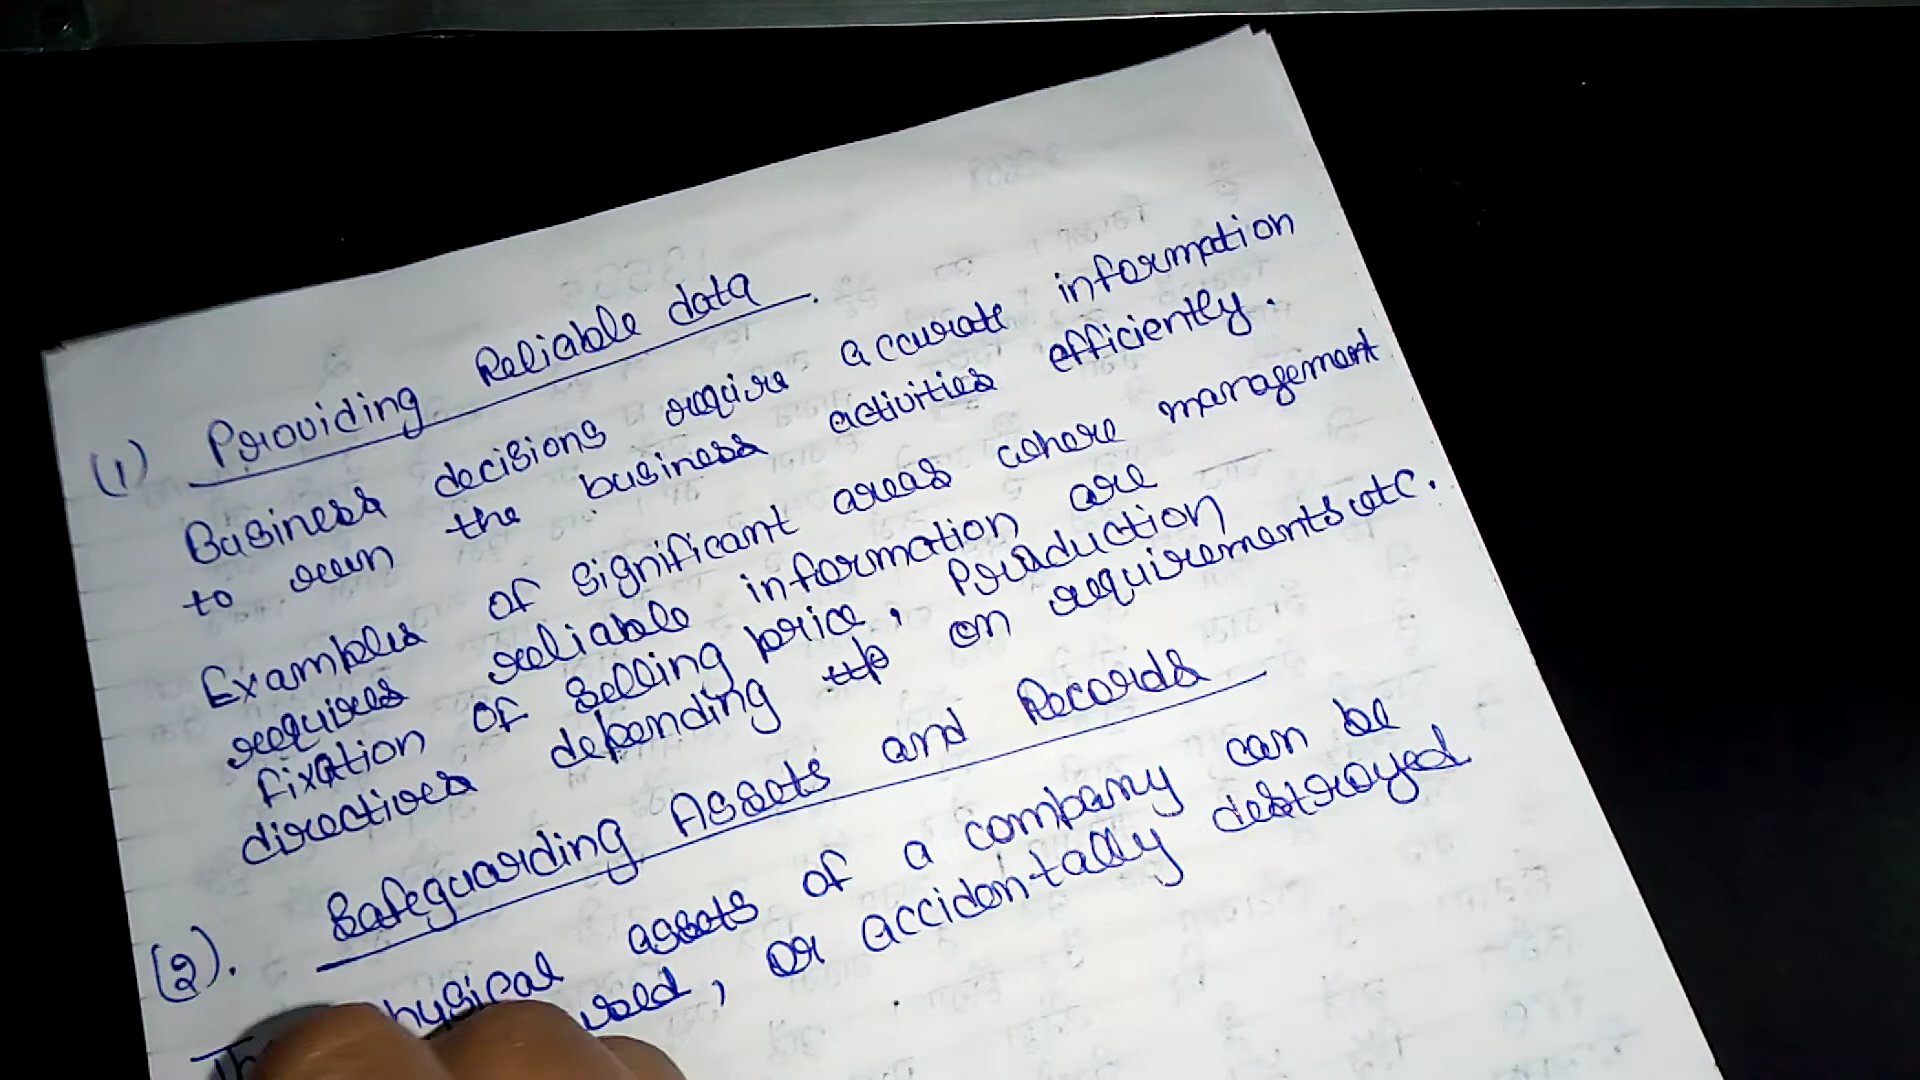 (1) Providing Reliable data.
Business decisions require accurate information
to run the business activities efficiently.
Examples of significant areas where management
requires reliable information are
fixation of selling price, Production
directives depending on requirements etc.
(2). Safeguarding Assets and Records
The physical assets of a company can be
or accidentally destroyed